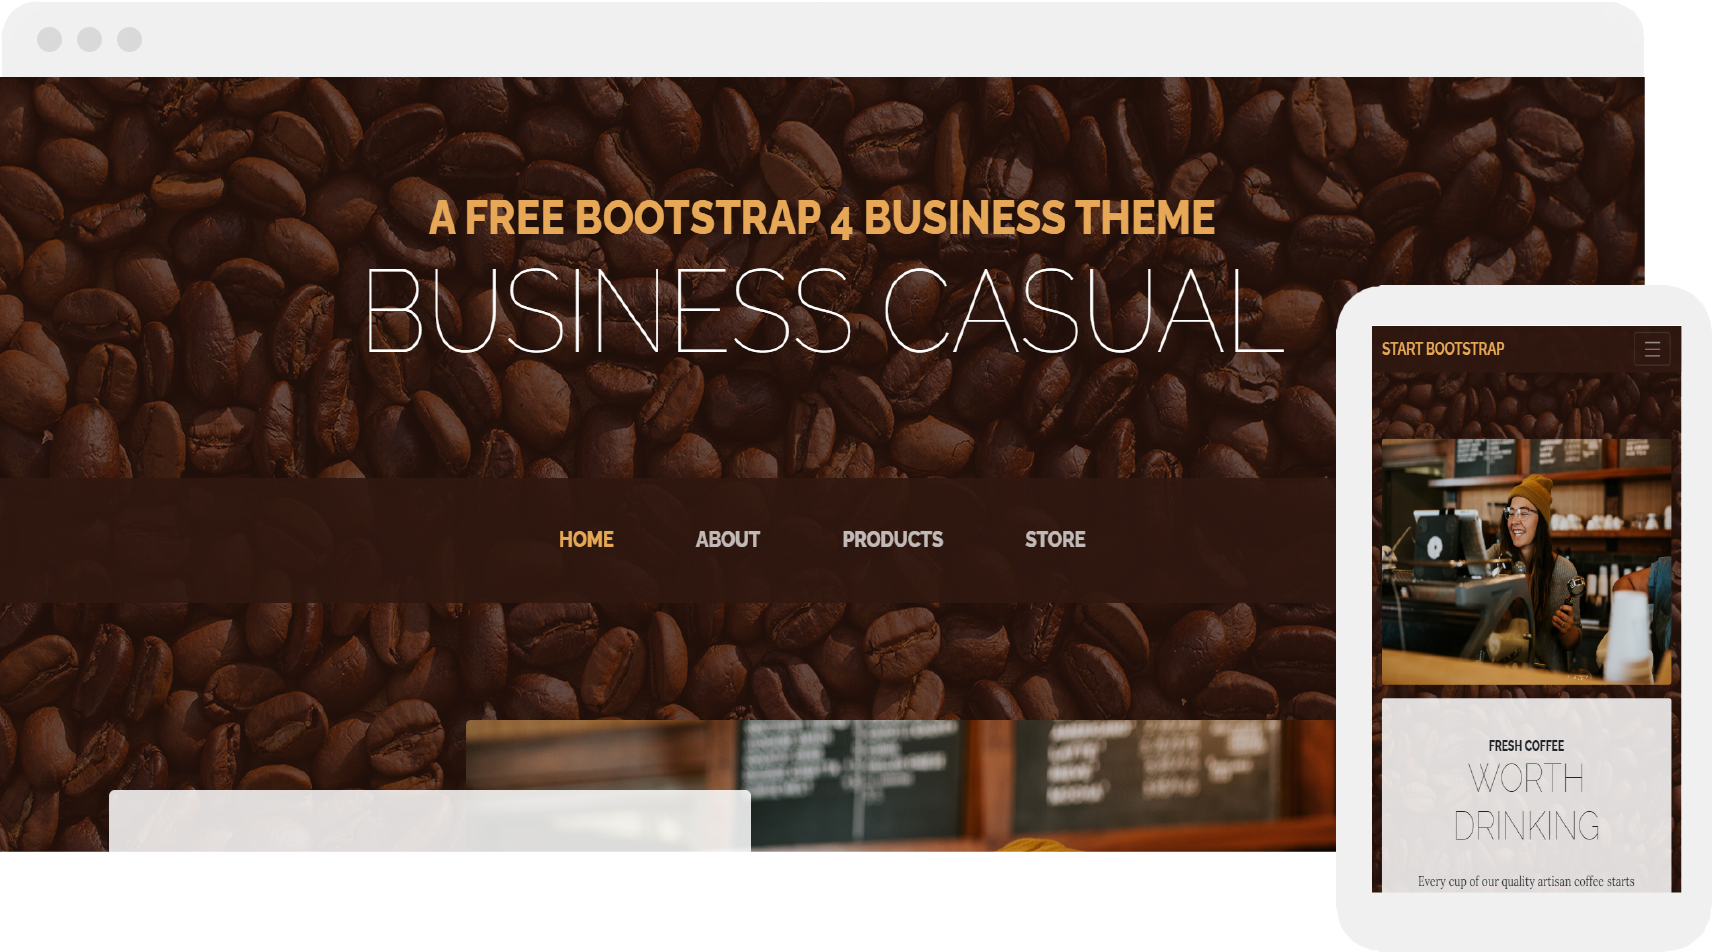 A FREE BOOTSTRAP 4 BUSINESS THEME
BUSINESS CASUAL
HOME ABOUT PRODUCTS STORE
START BOOTSTRAP
FRESH COFFEE
WORTH
DRINKING
Every cup of our quality artisan coffee starts